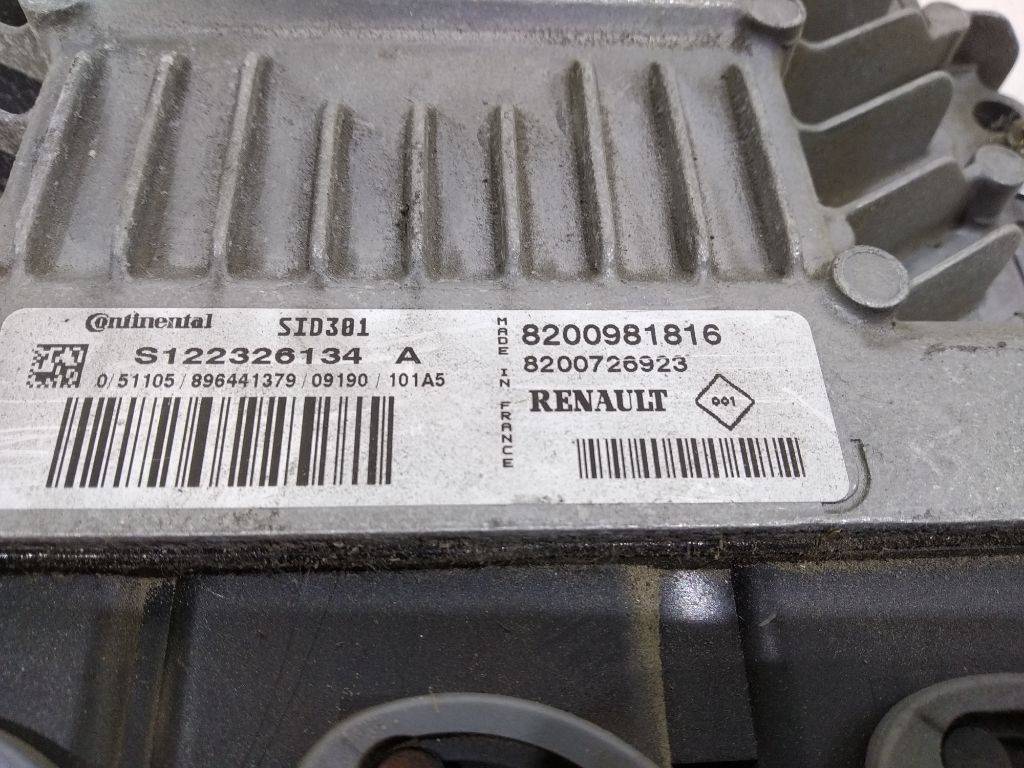 Continental SID301
S122326134 A
0/51105/896441379/09190/101A5
MADE IN FRANCE
8200981816
8200726923
RENAULT 001